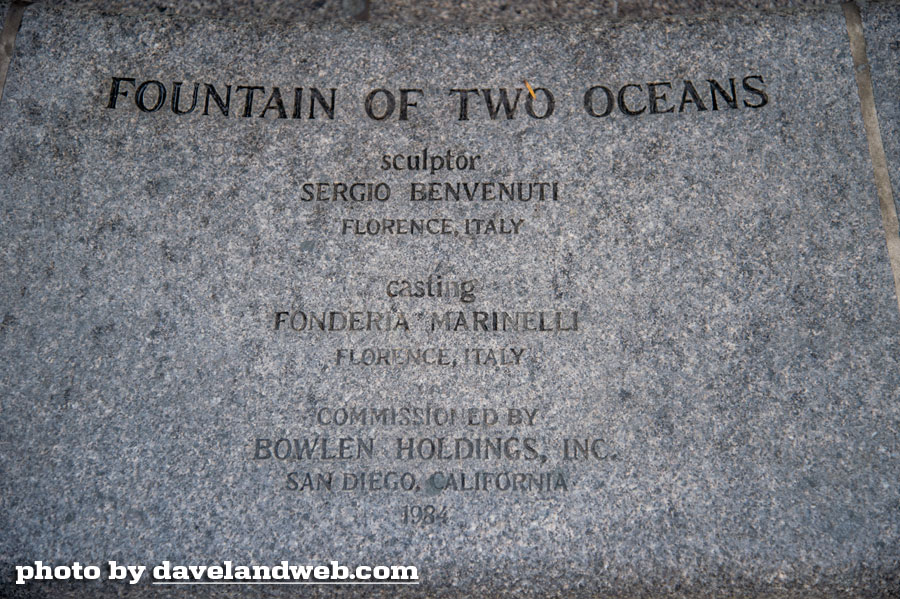 FOUNTAIN OF TWO OCEANS
sculptor
SERGIO BENVENUTI
FLORENCE, ITALY
casting
FONDERIA MARINELLI
FLORENCE, ITALY
COMMISSIONED BY
BOWLEN HOLDINGS, INC.
SAN DIEGO, CALIFORNIA
1984
photo by davelandweb.com